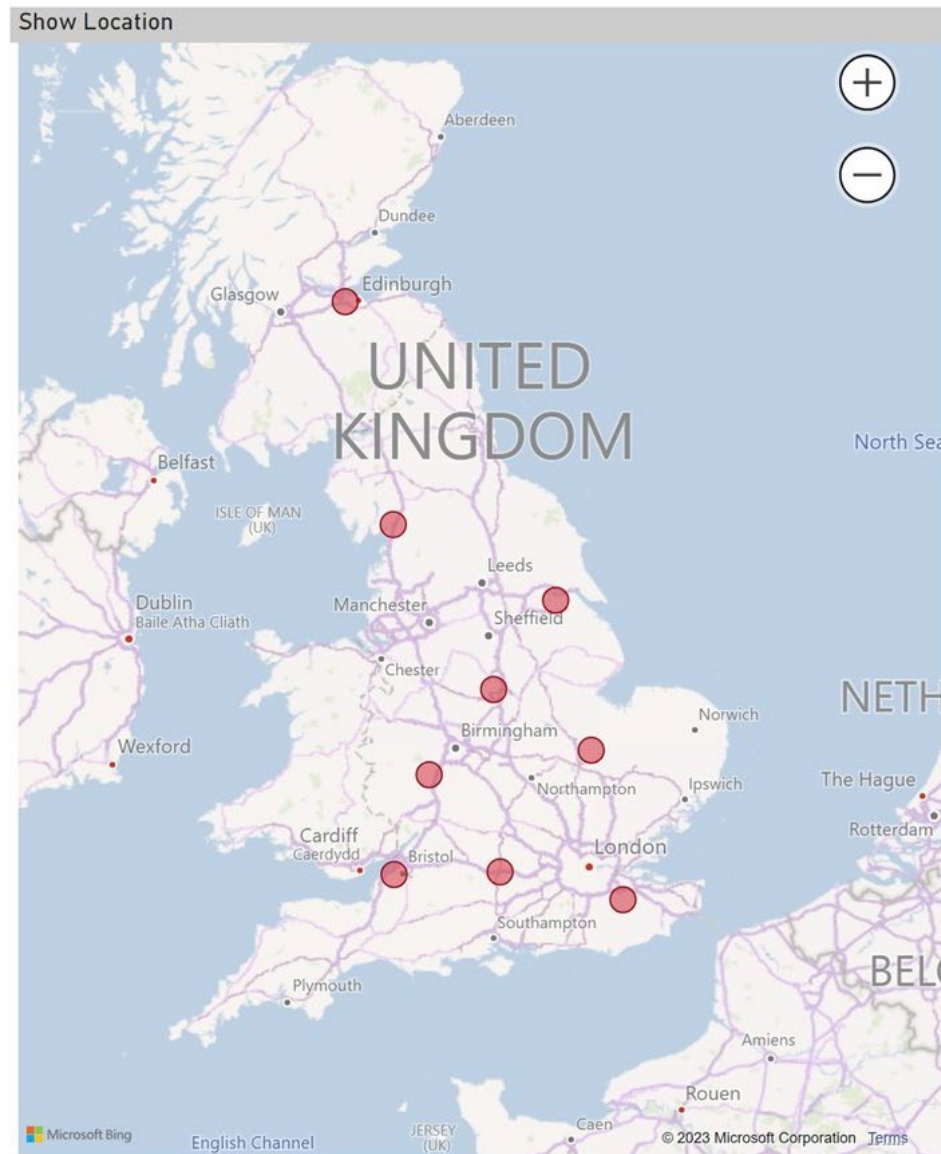 Show Location
+
−
Aberdeen
Dundee
Edinburgh
Glasgow
UNITED
KINGDOM
North Sea
Belfast
ISLE OF MAN
(UK)
Leeds
Dublin
Baile Atha Cliath
Manchester
Sheffield
Chester
NETH
Norwich
Birmingham
Wexford
The Hague
Northampton
Ipswich
Rotterdam
Cardiff
Caerdydd
Bristol
London
Southampton
BELG
Plymouth
Amiens
Rouen
Caen
JERSEY
(UK)
Microsoft Bing
English Channel
© 2023 Microsoft Corporation Terms